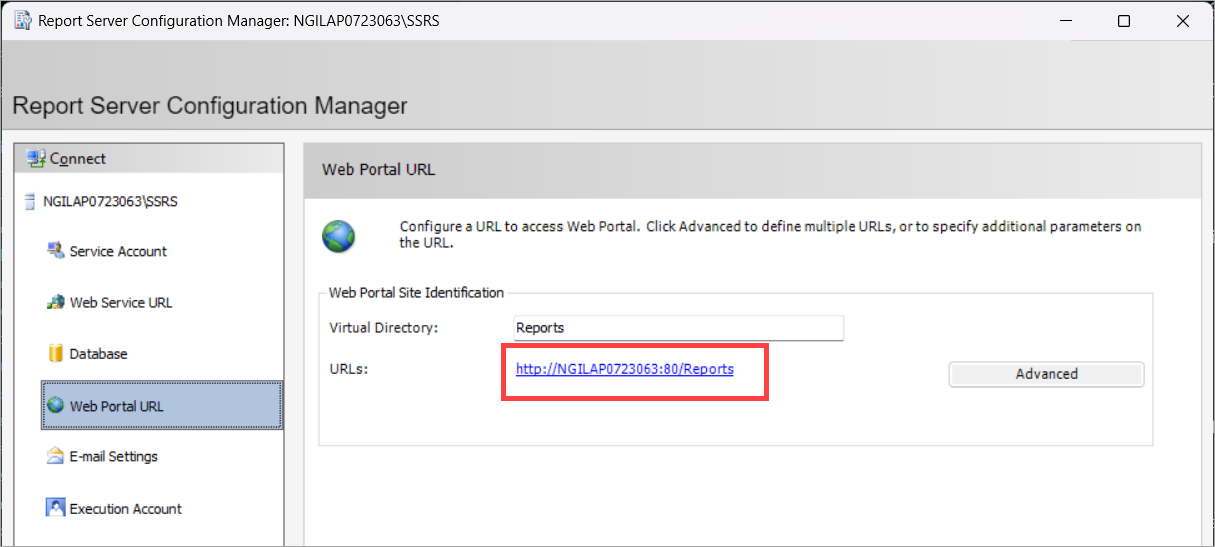 Report Server Configuration Manager: NGILAP0723063\SSRS
Report Server Configuration Manager
Connect
NGILAP0723063\SSRS
Service Account
Web Service URL
Database
Web Portal URL
E-mail Settings
Execution Account
Web Portal URL
Configure a URL to access Web Portal.  Click Advanced to define multiple URLs, or to specify additional parameters on
the URL.
Web Portal Site Identification
Virtual Directory: Reports
URLs: http://NGILAP0723063:80/Reports
Advanced